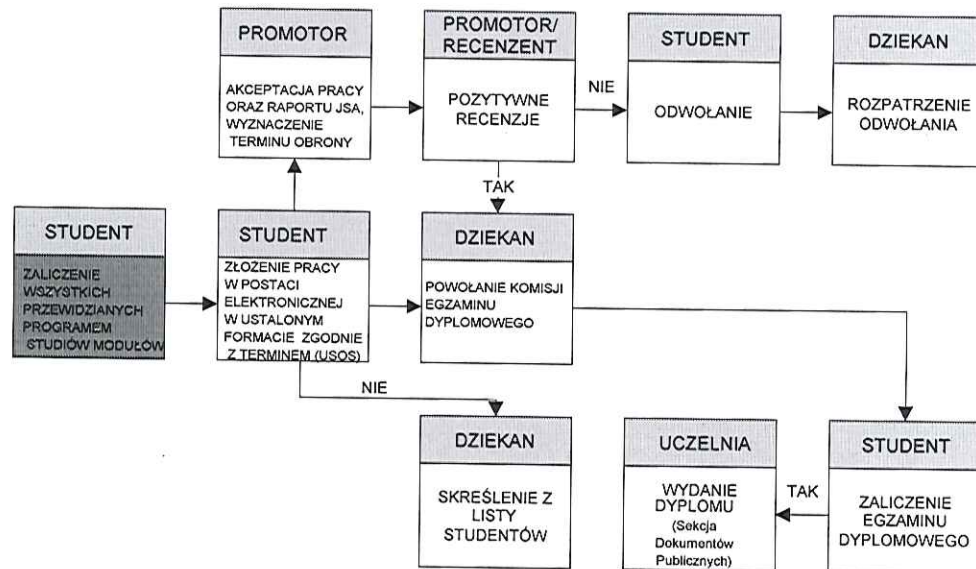 PROMOTOR
AKCEPTACJA PRACY
ORAZ RAPORTU JSA,
WYZNACZENIE
TERMINU OBRONY
PROMOTOR/
RECENZENT
POZYTYWNE
RECENZJE
NIE
STUDENT
ODWOŁANIE
DZIEKAN
ROZPATRZENIE
ODWOŁANIA
TAK
STUDENT
ZALICZENIE
WSZYSTKICH
PRZEWIDZIANYCH
PROGRAMEM
STUDIÓW MODUŁÓW
STUDENT
ZŁOŻENIE PRACY
W POSTACI
ELEKTRONICZNEJ
W USTALONYM
FORMACIE ZGODNIE
Z TERMINEM (USOS)
DZIEKAN
POWOŁANIE KOMISJI
EGZAMINU
DYPLOMOWEGO
NIE
DZIEKAN
SKREŚLENIE Z
LISTY
STUDENTÓW
UCZELNIA
WYDANIE
DYPLOMU
(Sekcja
Dokumentów
Publicznych)
TAK
STUDENT
ZALICZENIE
EGZAMINU
DYPLOMOWEGO